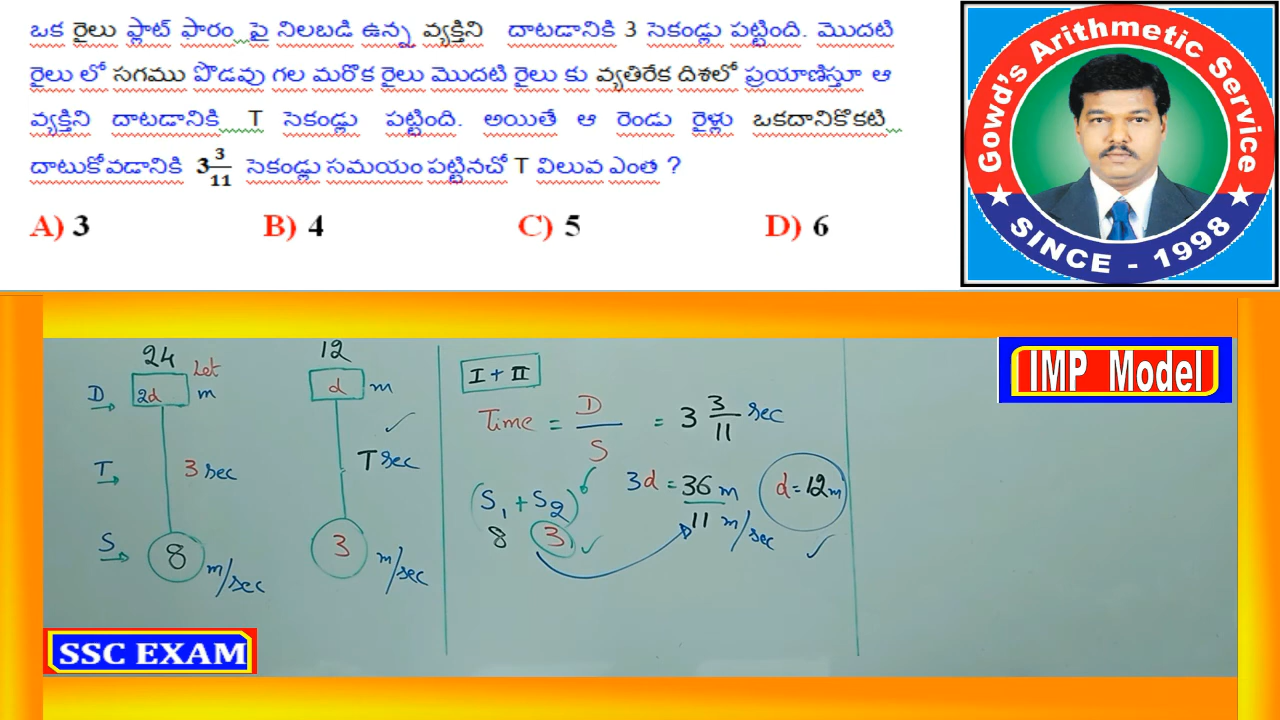 ఒక రైలు ప్లాట్ ఫారం పై నిలబడి ఉన్న వ్యక్తిని దాటడానికి 3 సెకండ్లు పట్టింది. మొదటి
రైలు లో సగము పొడవు గల మరొక రైలు మొదటి రైలు కు వ్యతిరేక దిశలో ప్రయాణిస్తూ ఆ
వ్యక్తిని దాటడానికి T సెకండ్లు పట్టింది. అయితే ఆ రెండు రైళ్లు ఒకదానికొకటి
దాటుకోవడానికి 3 3/11 సెకండ్లు సమయం పట్టినచో T విలువ ఎంత ?
A) 3 B) 4 C) 5 D) 6
Gowd's Arithmetic Service
★ SINCE - 1998 ★
IMP Model
24 Let 12
D → 2d m d m
T → 3 sec T sec ✓
S → 8 m/sec 3 m/sec
I + II
Time = D/S = 3 3/11 sec
(S1 + S2) 3d = 36 m d = 12 m
8 3 ✓ 11 m/sec ✓
SSC EXAM